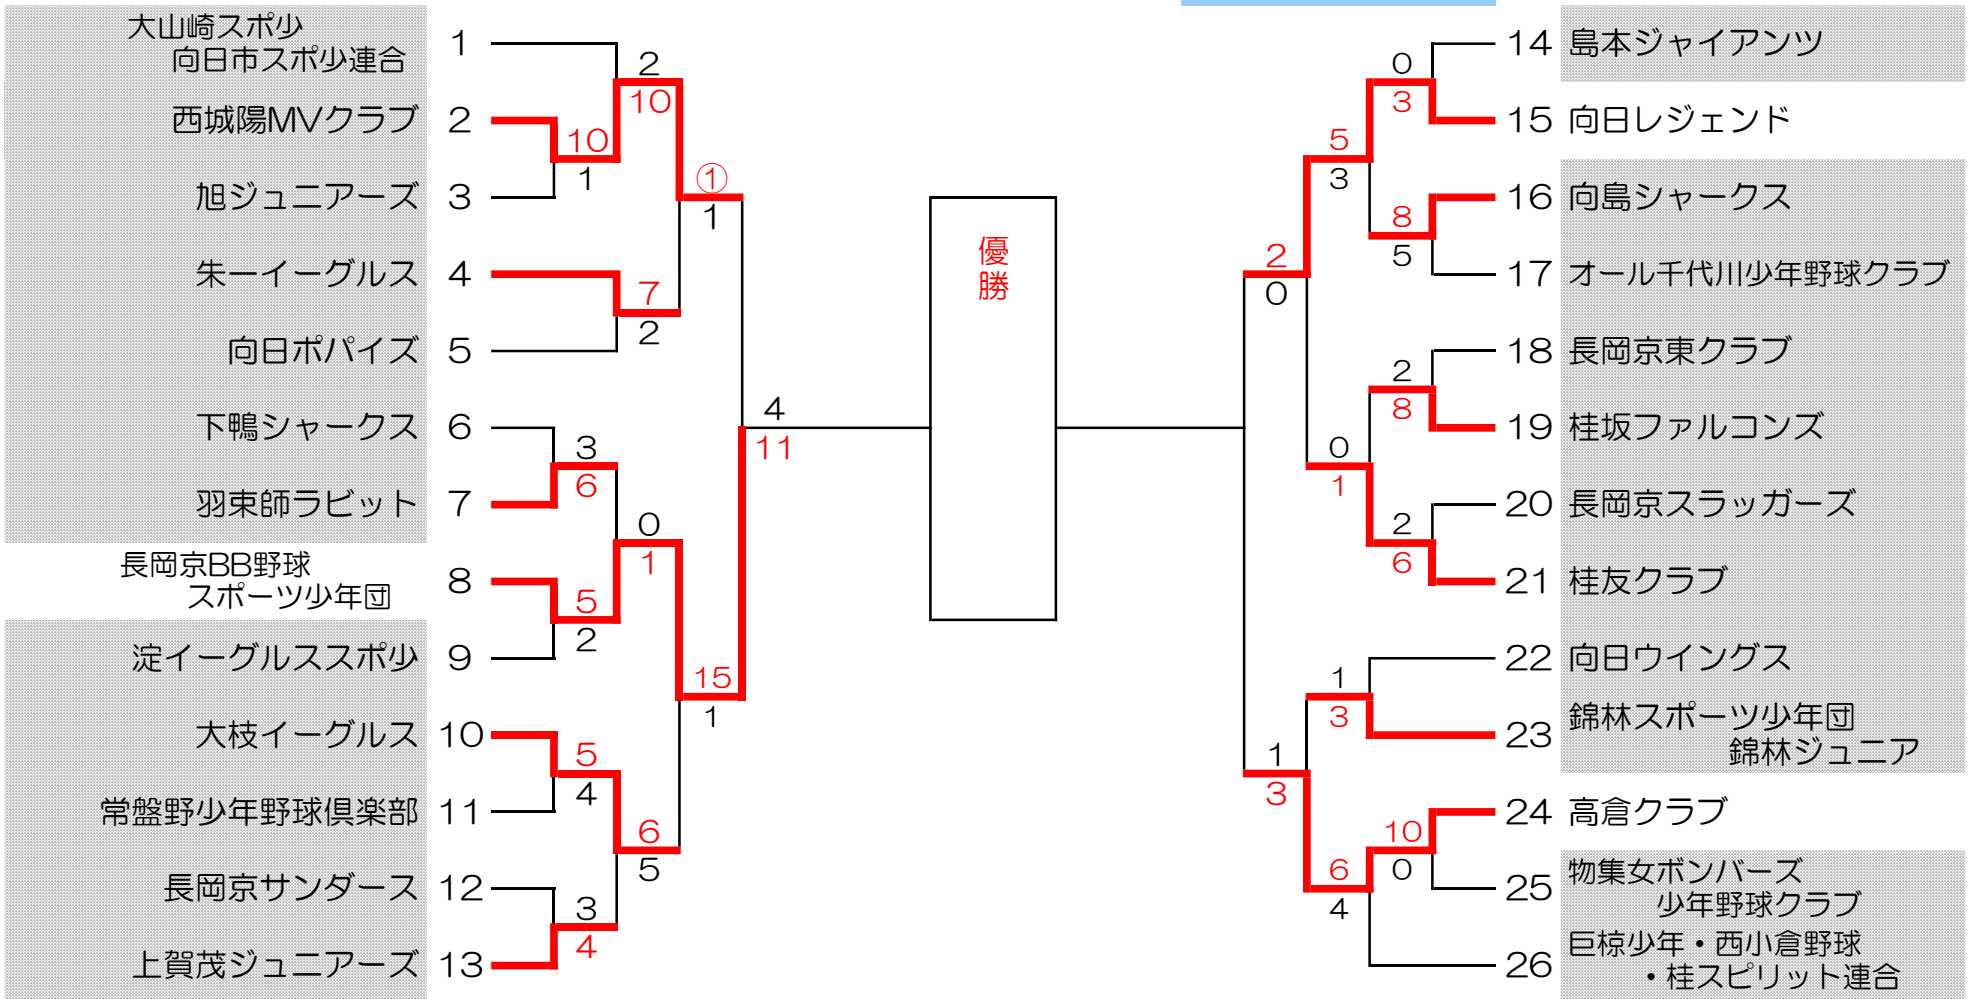 大山崎スポ少
向日市スポ少連合
1
西城陽MVクラブ
2
旭ジュニアーズ
3
朱一イーグルス
4
向日ポパイズ
5
下鴨シャークス
6
羽束師ラビット
7
長岡京BB野球
スポーツ少年団
8
淀イーグルススポ少
9
大枝イーグルス
10
常盤野少年野球倶楽部
11
長岡京サンダース
12
上賀茂ジュニアーズ
13
2
10
10
1
①
1
7
2
4
11
3
6
0
1
5
2
15
1
5
4
6
5
3
4
優勝
0
3
5
3
8
5
2
0
2
8
0
1
2
6
1
3
1
3
10
0
6
4
14 島本ジャイアンツ
15 向日レジェンド
16 向島シャークス
17 オール千代川少年野球クラブ
18 長岡京東クラブ
19 桂坂ファルコンズ
20 長岡京スラッガーズ
21 桂友クラブ
22 向日ウイングス
23 錦林スポーツ少年団
錦林ジュニア
24 高倉クラブ
25 物集女ボンバーズ
少年野球クラブ
26 巨椋少年・西小倉野球
・桂スピリット連合